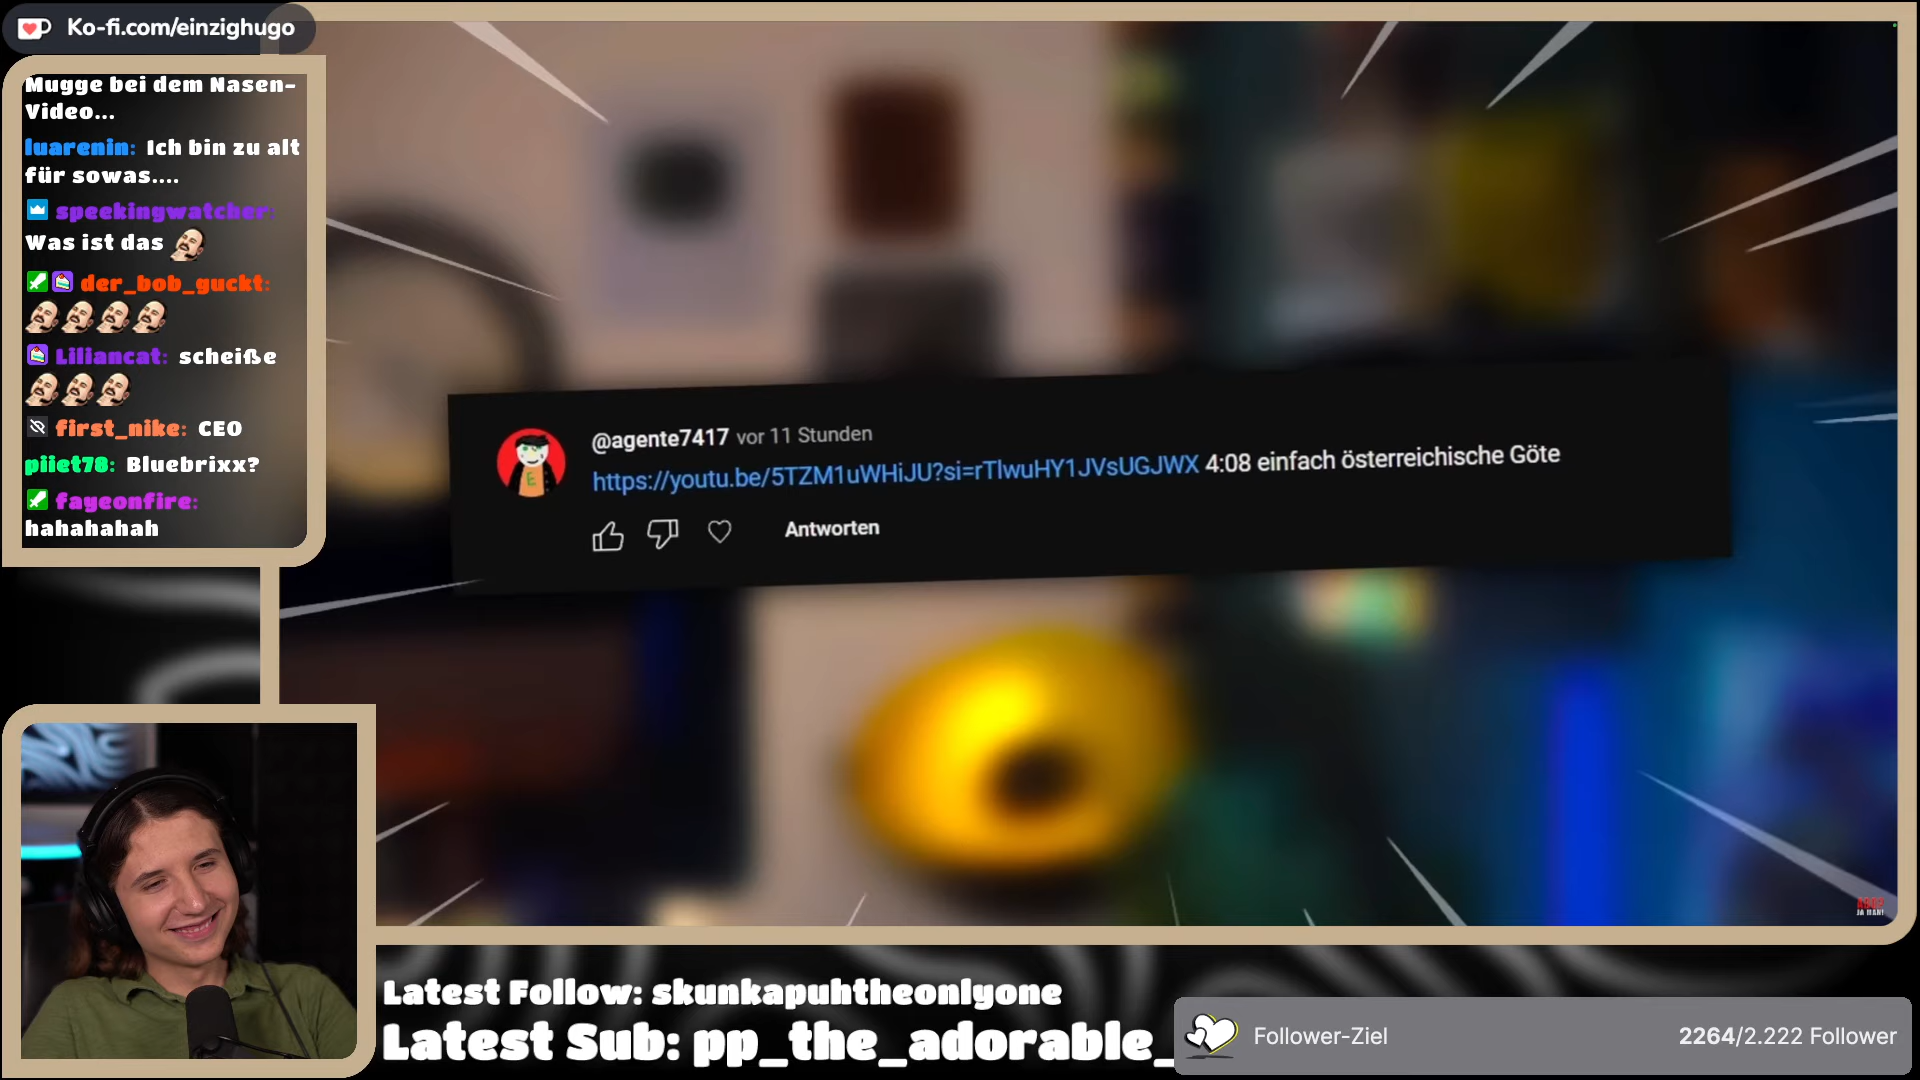 Ko-fi.com/einzighugo
Mugge bei dem Nasen-
Video...
luarenin: Ich bin zu alt
für sowas....
speekingwatcher:
Was ist das
der_bob_guckt:
Liliancat: scheiße
first_nike: CEO
piiet78: Bluebrixx?
fayeonfire:
hahahahah
@agente7417 vor 11 Stunden
https://youtu.be/5TZM1uWHiJU?si=rTlwuHY1JVsUGJWX 4:08 einfach österreichische Göte
Antworten
JA MAN!
Latest Follow: skunkapuhtheonlyone
Latest Sub: pp_the_adorable_
Follower-Ziel
2264/2.222 Follower